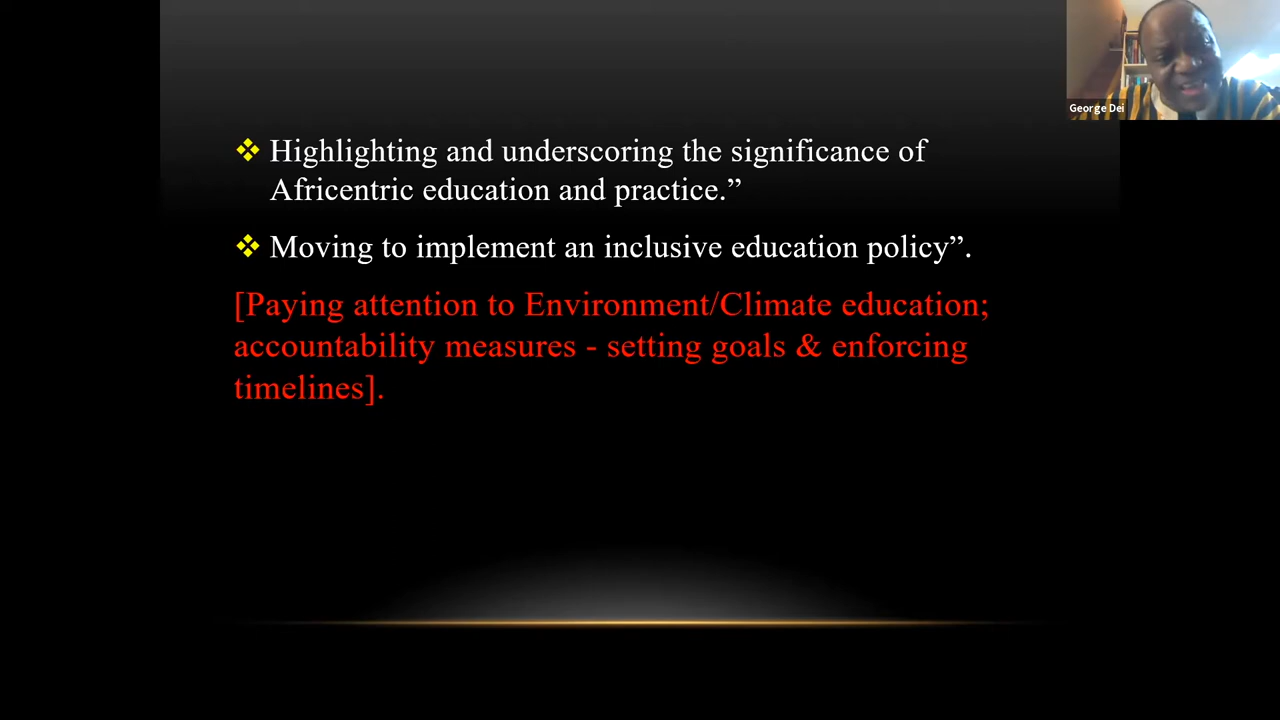 George Dei
❖ Highlighting and underscoring the significance of
Africentric education and practice.”
❖ Moving to implement an inclusive education policy”.
[Paying attention to Environment/Climate education;
accountability measures - setting goals & enforcing
timelines].